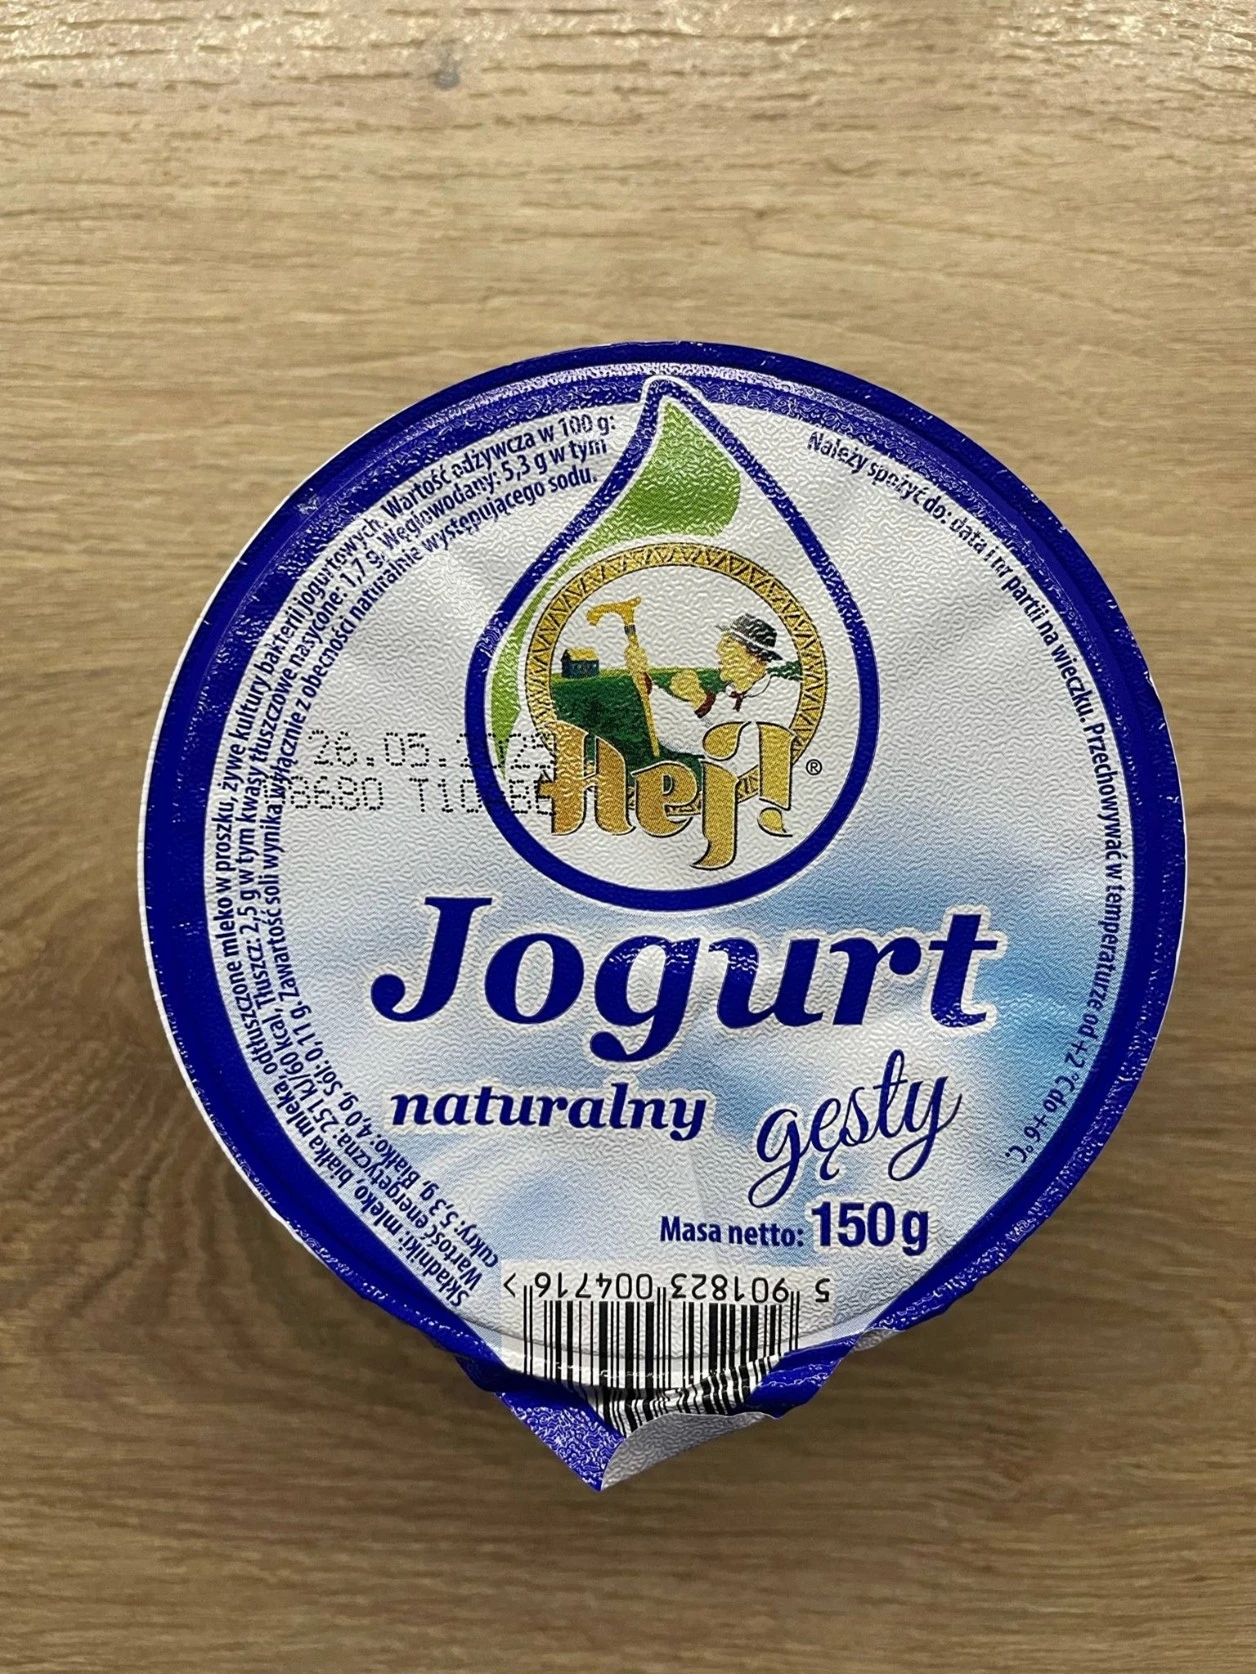 Składniki: mleko, białka mleka, odtłuszczone mleko w proszku, żywe kultury bakterii jogurtowych. Wartość odżywcza w 100 g:
Wartość energetyczna: 251 kJ/60 kcal, Tłuszcz: 2,5 g w tym kwasy tłuszczowe nasycone: 1,7 g, Węglowodany: 5,3 g w tym
cukry: 5,3 g, Białko: 4,0 g, Sól: 0,11 g. Zawartość soli wynika wyłącznie z obecności naturalnie występującego sodu.
Należy spożyć do: data i nr partii na wieczku. Przechowywać w temperaturze od +2°C do +6°C.
26.05.2025
8680
Hej!®
Jogurt
naturalny
gęsty
Masa netto: 150g
5 901823 004716 >